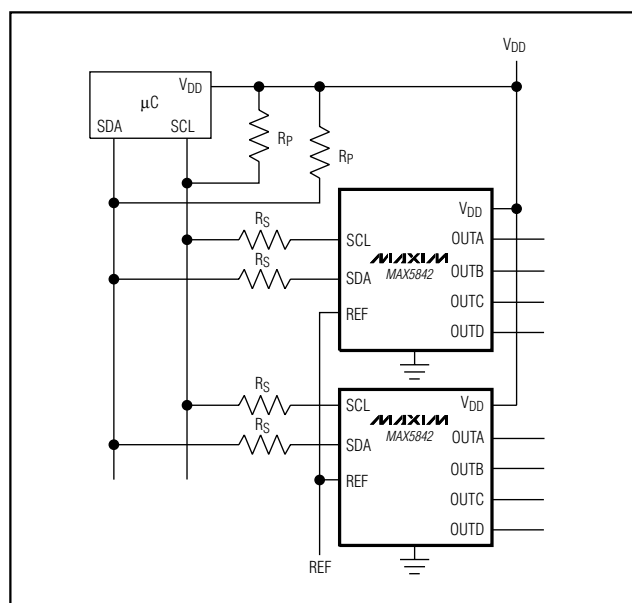 VDD
VDD
μC
SDA
SCL
RP
RP
RS
SCL
VDD
OUTA
RS
SDA
MAXIM
MAX5842
OUTB
REF
OUTC
OUTD
RS
SCL
VDD
RS
SDA
MAXIM
MAX5842
OUTA
REF
OUTB
OUTC
OUTD
REF